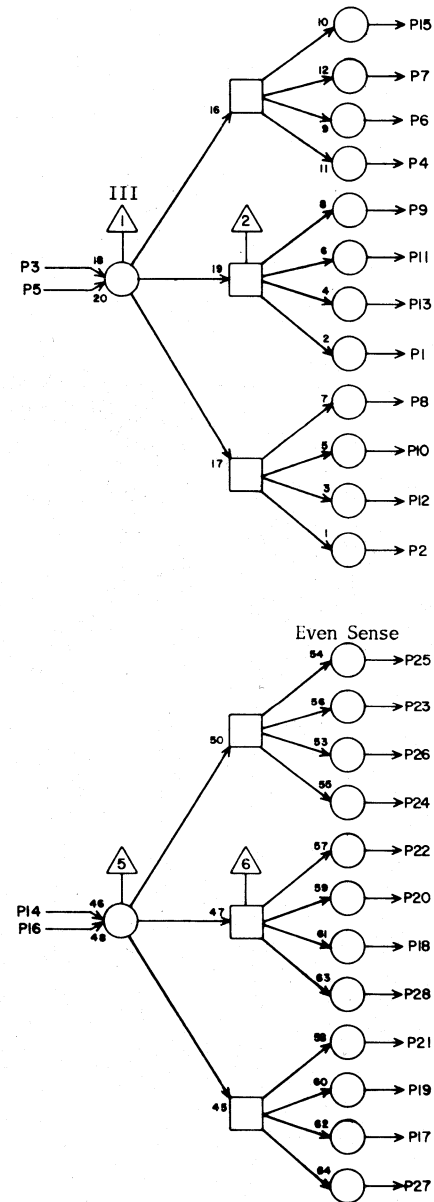 10 P15
12 P7
16
9 P6
11 P4
III
1 2
8 P9
6 P11
P3 18 19
4 P13
P5 20
2 P1
7 P8
5 P10
17
3 P12
1 P2
Even Sense
54 P25
56 P23
50
53 P26
55 P24
5 6
57 P22
59 P20
P14 46 47
P16 48
61 P18
63 P28
58 P21
60 P19
45
62 P17
64 P27